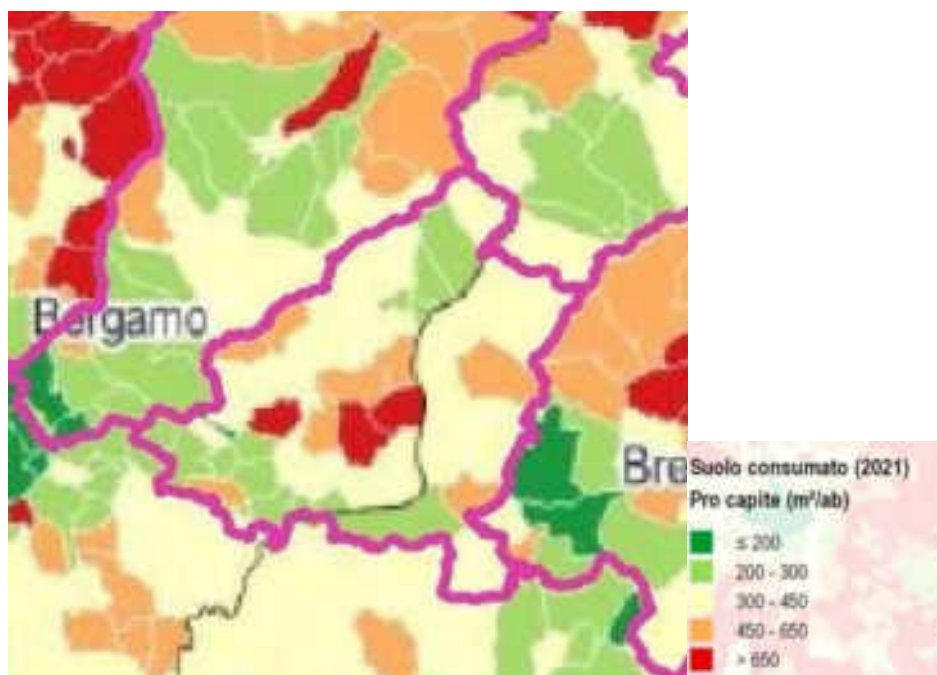 Bergamo
Bre
Suolo consumato (2021)
Pro capite (m²/ab)
≤ 200
200 - 300
300 - 450
450 - 650
> 650